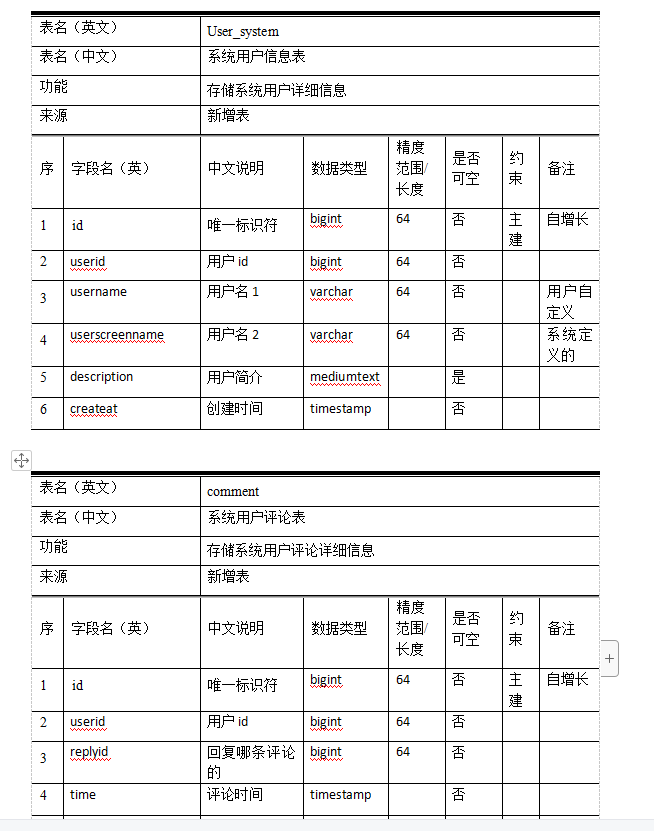 表名（英文） User_system
表名（中文） 系统用户信息表
功能 存储系统用户详细信息
来源 新增表
序 字段名（英） 中文说明 数据类型 精度范围/长度 是否可空 约束 备注
1 id 唯一标识符 bigint 64 否 主建 自增长
2 userid 用户 id bigint 64 否
3 username 用户名 1 varchar 64 否 用户自定义
4 userscreenname 用户名 2 varchar 64 否 系统定义的
5 description 用户简介 mediumtext 是
6 createat 创建时间 timestamp 否
表名（英文） comment
表名（中文） 系统用户评论表
功能 存储系统用户评论详细信息
来源 新增表
序 字段名（英） 中文说明 数据类型 精度范围/长度 是否可空 约束 备注
1 id 唯一标识符 bigint 64 否 主建 自增长
2 userid 用户 id bigint 64 否
3 replyid 回复哪条评论的 bigint 64 否
4 time 评论时间 timestamp 否